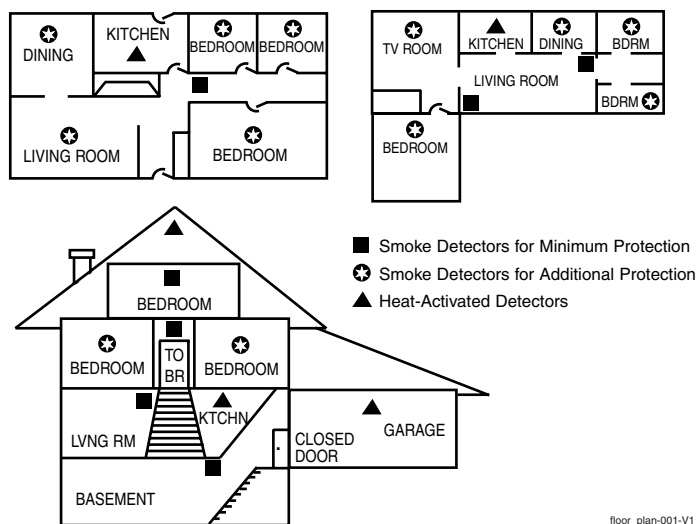 DINING
KITCHEN
BEDROOM
BEDROOM
LIVING ROOM
BEDROOM
TV ROOM
KITCHEN
DINING
BDRM
LIVING ROOM
BDRM
BEDROOM
Smoke Detectors for Minimum Protection
Smoke Detectors for Additional Protection
Heat-Activated Detectors
BEDROOM
BEDROOM
TO
BR
BEDROOM
LVNG RM
KTCHN
CLOSED
DOOR
GARAGE
BASEMENT
floor_plan-001-V1